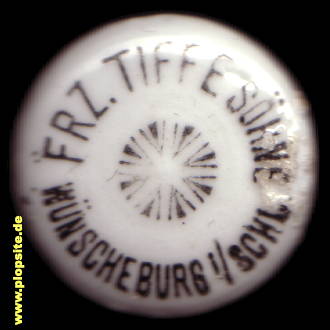 FRZ. TIFFE SÖHNE
WÜNSCHEBURG i/SCHL
www.plopsite.de